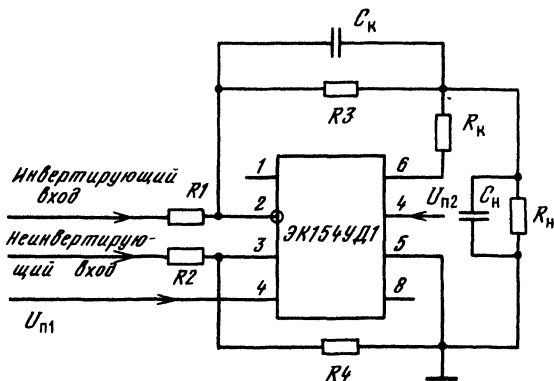 Cк
R3
Rк
Инвертирующий
вход
R1
1
2
6
4
Uп2
Cн
Rн
ЭК154УД1
Неинвертирую-
щий вход
R2
3
5
4
8
Uп1
R4